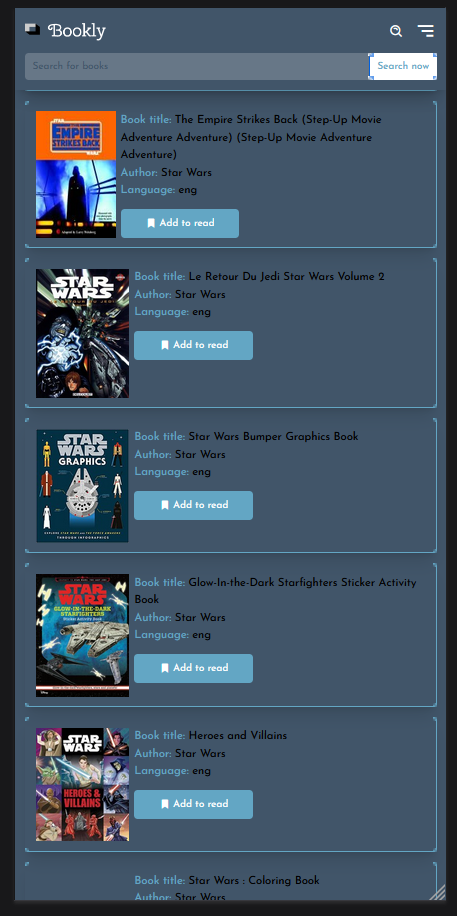 Bookly
Search for books
Search now
STAR WARS
THE EMPIRE
STRIKES BACK
Book title: The Empire Strikes Back (Step-Up Movie
Adventure Adventure) (Step-Up Movie Adventure
Adventure)
Author: Star Wars
Language: eng
Add to read
STAR WARS
Book title: Le Retour Du Jedi Star Wars Volume 2
Author: Star Wars
Language: eng
Add to read
STAR WARS
GRAPHICS
Book title: Star Wars Bumper Graphics Book
Author: Star Wars
Language: eng
Add to read
STAR WARS
GLOW-IN-THE-DARK
STARFIGHTERS
Sticker Activity Book
Book title: Glow-In-the-Dark Starfighters Sticker Activity
Book
Author: Star Wars
Language: eng
Add to read
STAR WARS
HEROES &
VILLAINS
Book title: Heroes and Villains
Author: Star Wars
Language: eng
Add to read
Book title: Star Wars : Coloring Book
Author: Star Wars